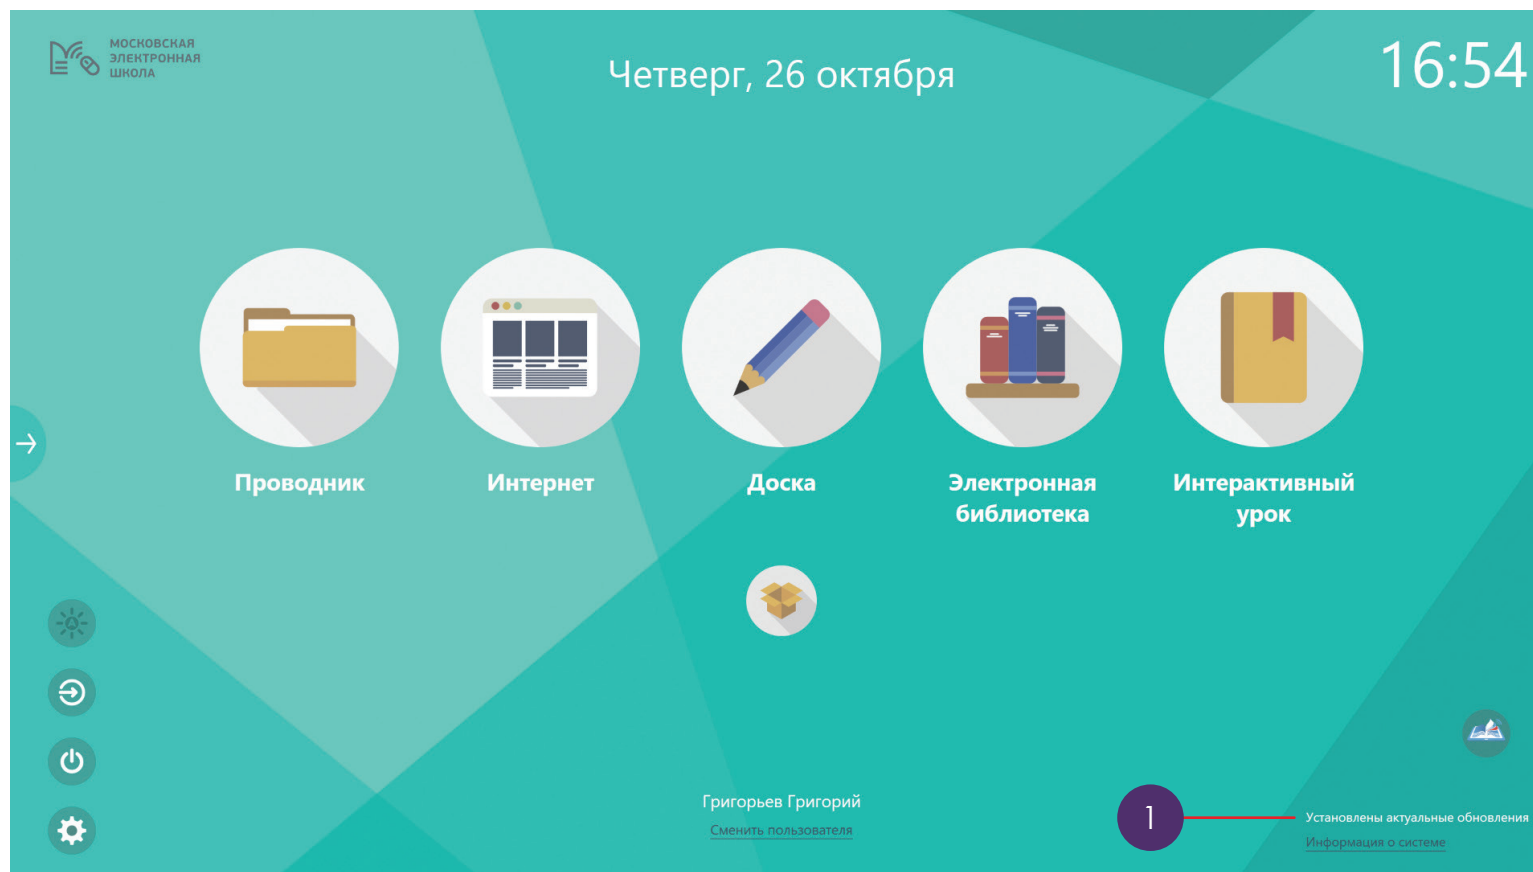 МОСКОВСКАЯ
ЭЛЕКТРОННАЯ
ШКОЛА
Четверг, 26 октября
16:54
Проводник
Интернет
Доска
Электронная
библиотека
Интерактивный
урок
Григорьев Григорий
Сменить пользователя
1
Установлены актуальные обновления
Информация о системе